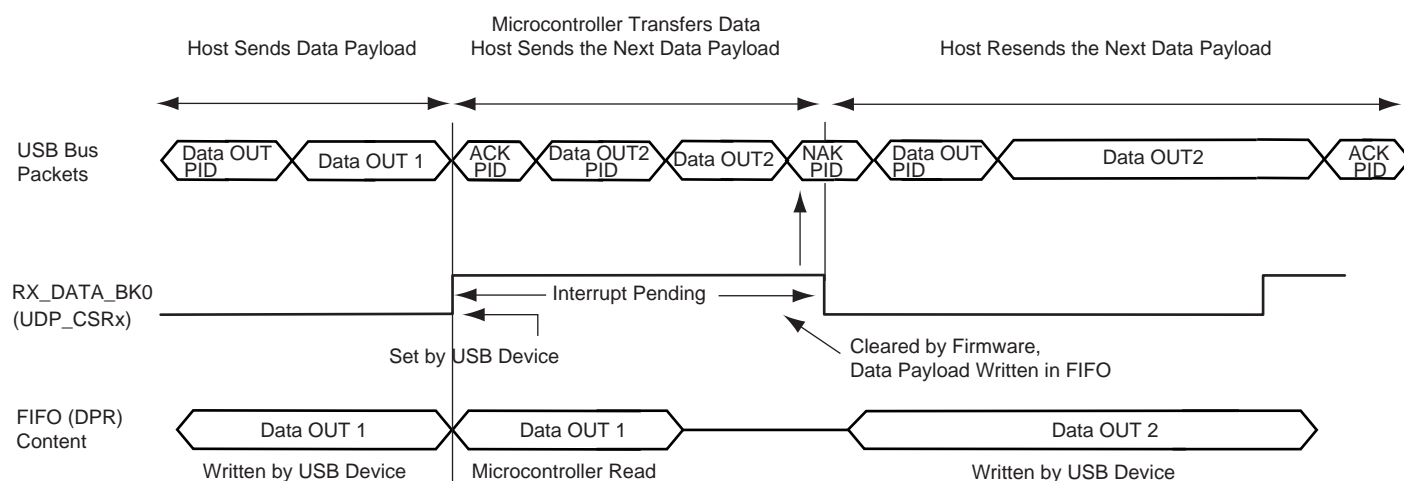 Microcontroller Transfers Data
Host Sends Data Payload
Host Sends the Next Data Payload
Host Resends the Next Data Payload
USB Bus
Packets
Data OUT
PID
Data OUT 1
ACK
PID
Data OUT2
PID
Data OUT2
NAK
PID
Data OUT
PID
Data OUT2
ACK
PID
RX_DATA_BK0
(UDP_CSRx)
Interrupt Pending
Set by USB Device
Cleared by Firmware,
Data Payload Written in FIFO
FIFO (DPR)
Content
Data OUT 1
Data OUT 1
Data OUT 2
Written by USB Device
Microcontroller Read
Written by USB Device